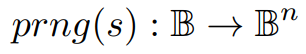 prng(s) : 𝔹 → 𝔹ⁿ